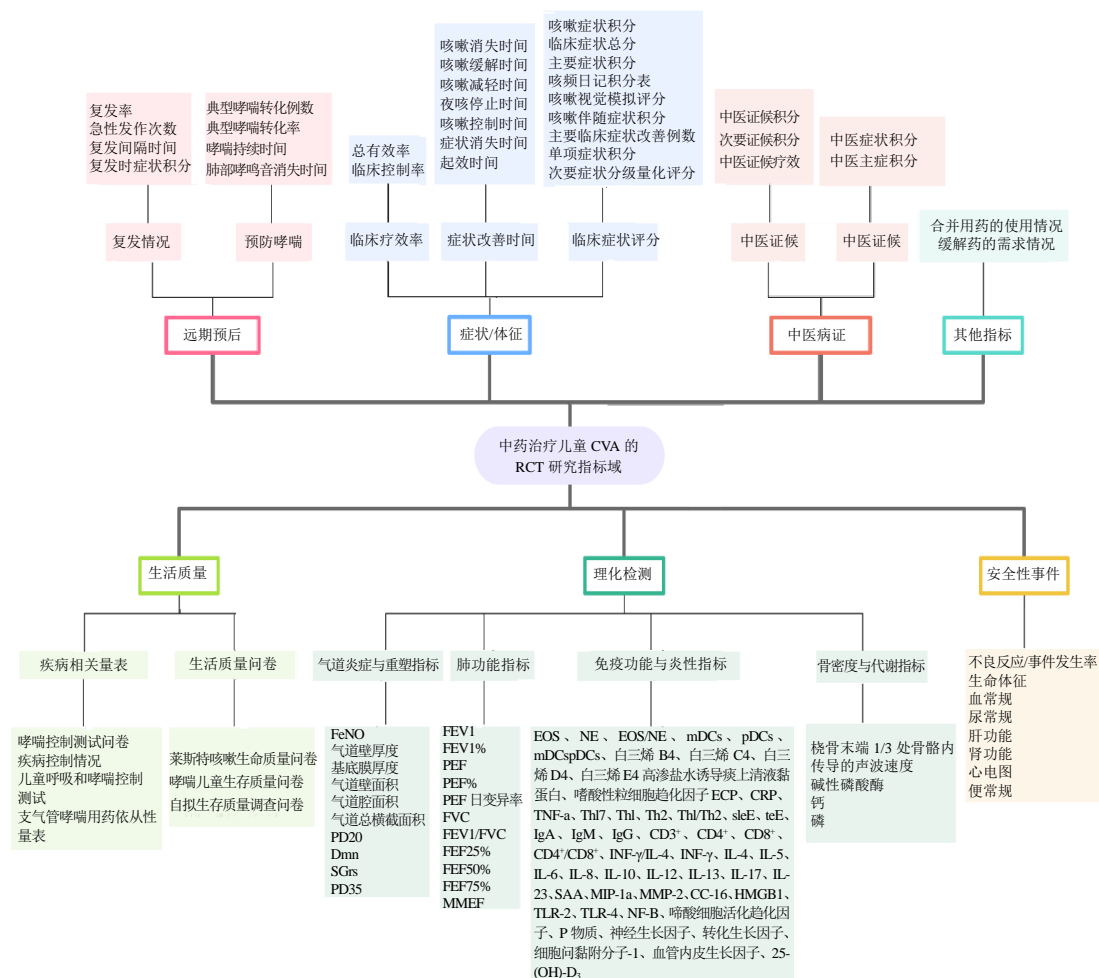 复发率
急性发作次数
复发间隔时间
复发时症状积分
典型哮喘转化例数
典型哮喘转化率
哮喘持续时间
肺部哮鸣音消失时间
总有效率
临床控制率
咳嗽消失时间
咳嗽缓解时间
咳嗽减轻时间
夜咳停止时间
咳嗽控制时间
症状消失时间
起效时间
咳嗽症状积分
临床症状总分
主要症状积分
咳频日记积分表
咳嗽视觉模拟评分
咳嗽伴随症状积分
主要临床症状改善例数
单项症状积分
次要症状分级量化评分
中医证候积分
次要证候积分
中医证候疗效
中医症状积分
中医主症积分
复发情况
预防哮喘
临床疗效率
症状改善时间
临床症状评分
中医证候
中医证候
合并用药的使用情况
缓解药的需求情况
远期预后
症状/体征
中医病证
其他指标
中药治疗儿童 CVA 的
RCT 研究指标域
生活质量
理化检测
安全性事件
疾病相关量表
生活质量问卷
气道炎症与重塑指标
肺功能指标
免疫功能与炎性指标
骨密度与代谢指标
哮喘控制测试问卷
疾病控制情况
儿童呼吸和哮喘控制
测试
支气管哮喘用药依从性
量表
莱斯特咳嗽生命质量问卷
哮喘儿童生存质量问卷
自拟生存质量调查问卷
FeNO
气道壁厚度
基底膜厚度
气道壁面积
气道腔面积
气道总横截面积
PD20
Dmn
SGrs
PD35
FEV1
FEV1%
PEF
PEF%
PEF 日变异率
FVC
FEV1/FVC
FEF25%
FEF50%
FEF75%
MMEF
EOS、NE、EOS/NE、mDCs、pDCs、
mDCspDCs、白三烯 B4、白三烯 C4、白三
烯 D4、白三烯 E4 高渗盐水诱导痰上清液黏
蛋白、嗜酸性粒细胞趋化因子 ECP、CRP、
TNF-a、Thl7、Thl、Th2、Thl/Th2、sleE、teE、
IgA、IgM、IgG、CD3⁺、CD4⁺、CD8⁺、
CD4⁺/CD8⁺、INF-γ/IL-4、INF-γ、IL-4、IL-5、
IL-6、IL-8、IL-10、IL-12、IL-13、IL-17、IL-
23、SAA、MIP-1a、MMP-2、CC-16、HMGB1、
TLR-2、TLR-4、NF-B、啼酸细胞活化趋化因
子、P 物质、神经生长因子、转化生长因子、
细胞问黏附分子-1、血管内皮生长因子、25-
(OH)-D₃
桡骨末端 1/3 处骨骼内
传导的声波速度
碱性磷酸酶
钙
磷
不良反应/事件发生率
生命体征
血常规
尿常规
肝功能
肾功能
心电图
便常规